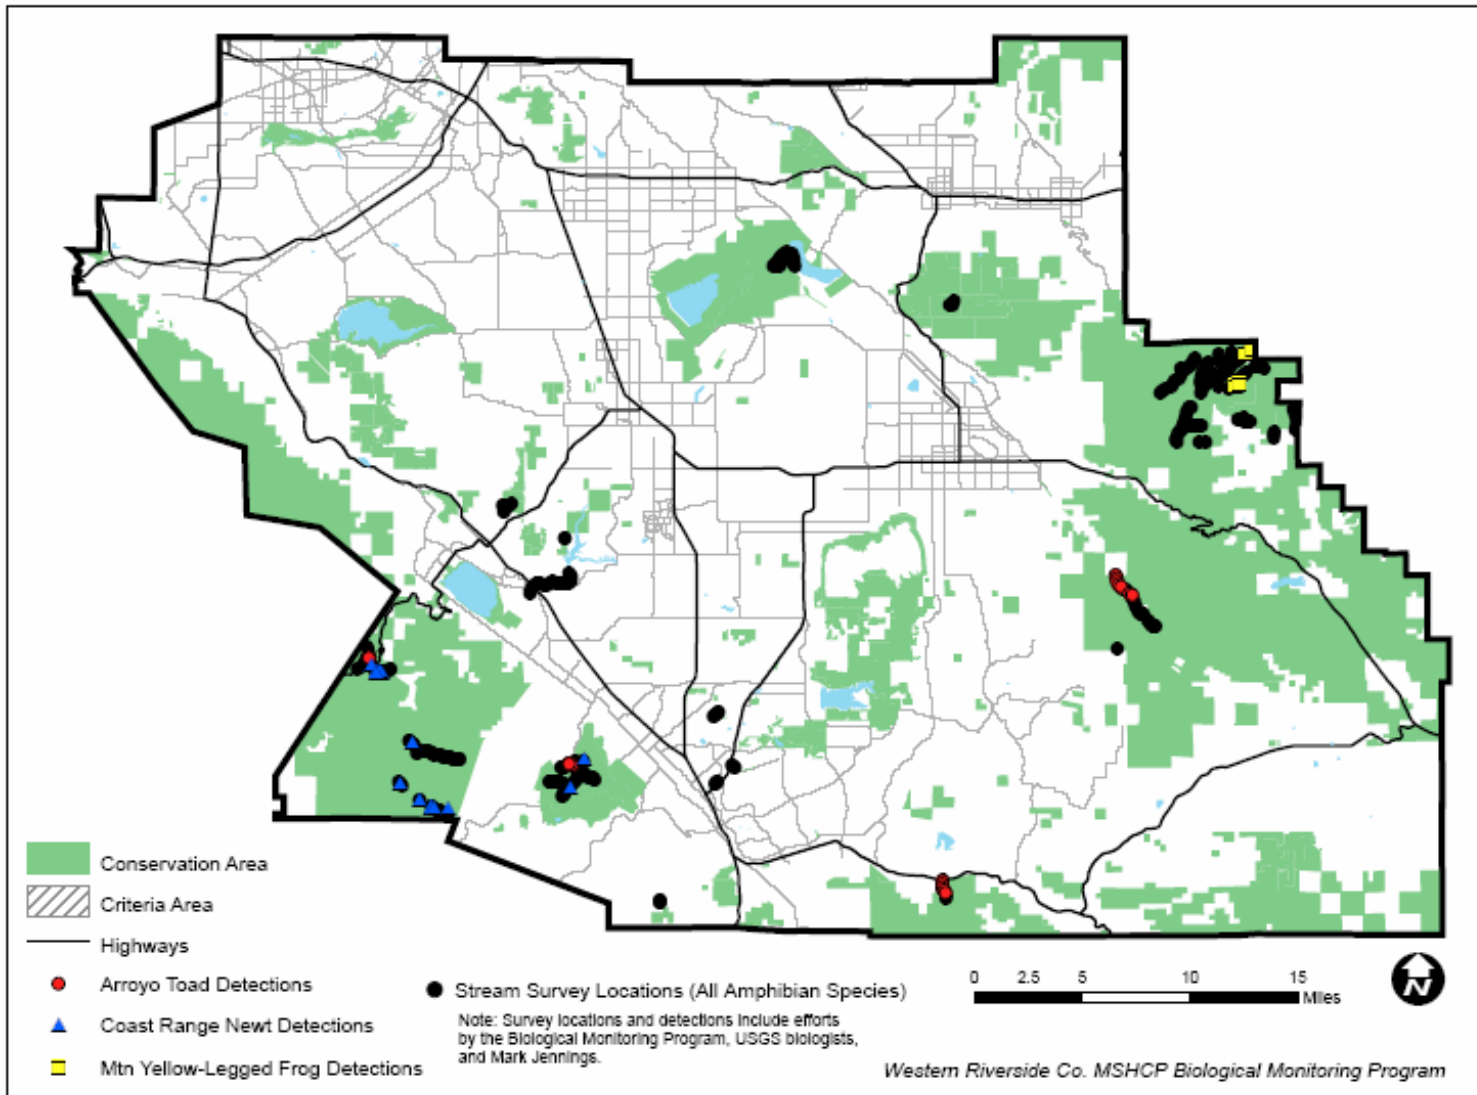 Conservation Area
Criteria Area
Highways
Arroyo Toad Detections
Coast Range Newt Detections
Mtn Yellow-Legged Frog Detections
Stream Survey Locations (All Amphibian Species)
Note: Survey locations and detections include efforts
by the Biological Monitoring Program, USGS biologists,
and Mark Jennings.
0 2.5 5 10 15
Miles
N
Western Riverside Co. MSHCP Biological Monitoring Program